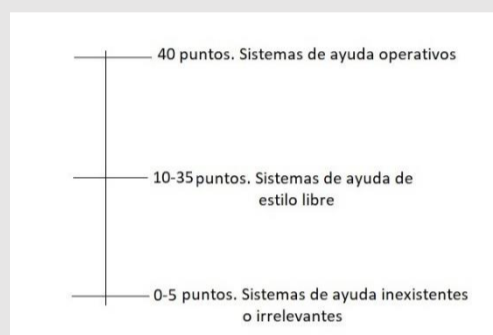 40 puntos. Sistemas de ayuda operativos
10-35 puntos. Sistemas de ayuda de
estilo libre
0-5 puntos. Sistemas de ayuda inexistentes
o irrelevantes